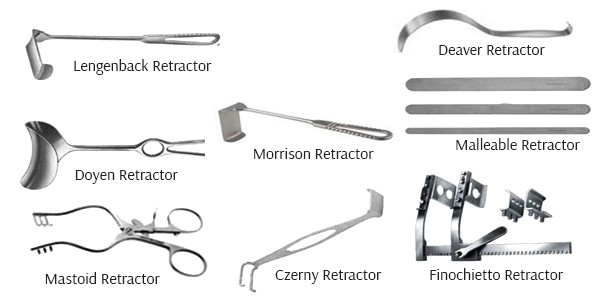 Deaver Retractor
Lengenback Retractor
Malleable Retractor
Morrison Retractor
Doyen Retractor
Mastoid Retractor
Czerny Retractor
Finochietto Retractor